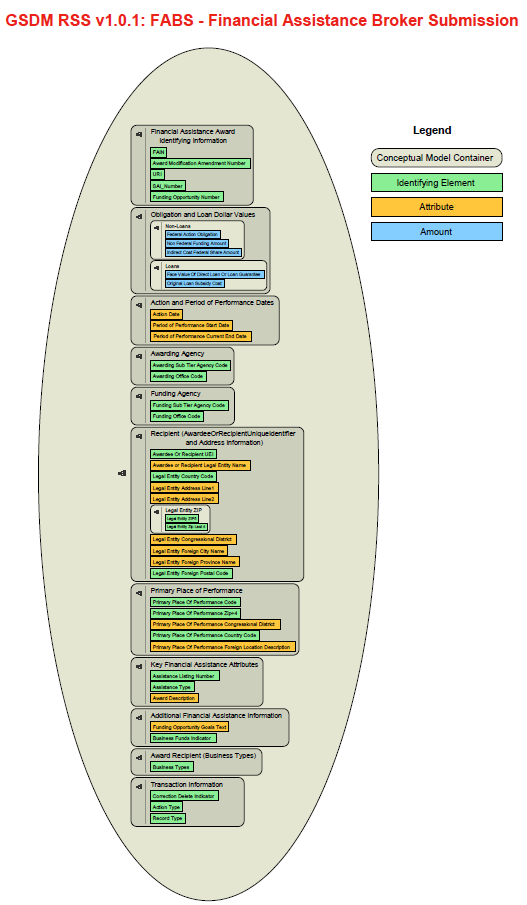 GSDM RSS v1.0.1: FABS - Financial Assistance Broker Submission
Legend
Conceptual Model Container
Identifying Element
Attribute
Amount
Financial Assistance Award
Identifying Information
FAIN
Award Modification Amendment Number
URI
SAI_Number
Funding Opportunity Number
Obligation and Loan Dollar Values
Non-Loans
Federal Action Obligation
Non Federal Funding Amount
Indirect Cost Federal Share Amount
Loans
Face Value Of Direct Loan Or Loan Guarantee
Original Loan Subsidy Cost
Action and Period of Performance Dates
Action Date
Period of Performance Start Date
Period of Performance Current End Date
Awarding Agency
Awarding Sub Tier Agency Code
Awarding Office Code
Funding Agency
Funding Sub Tier Agency Code
Funding Office Code
Recipient (AwardeeOrRecipientUniqueIdentifier
and Address Information)
Awardee Or Recipient UEI
Awardee or Recipient Legal Entity Name
Legal Entity Country Code
Legal Entity Address Line1
Legal Entity Address Line2
Legal Entity ZIP
Legal Entity ZIP5
Legal Entity Zip Last 4
Legal Entity Congressional District
Legal Entity Foreign City Name
Legal Entity Foreign Province Name
Legal Entity Foreign Postal Code
Primary Place of Performance
Primary Place Of Performance Code
Primary Place Of Performance Zip+4
Primary Place Of Performance Congressional District
Primary Place Of Performance Country Code
Primary Place Of Performance Foreign Location Description
Key Financial Assistance Attributes
Assistance Listing Number
Assistance Type
Award Description
Additional Financial Assistance Information
Funding Opportunity Goals Text
Business Funds Indicator
Award Recipient (Business Types)
Business Types
Transaction Information
Correction Delete Indicator
Action Type
Record Type